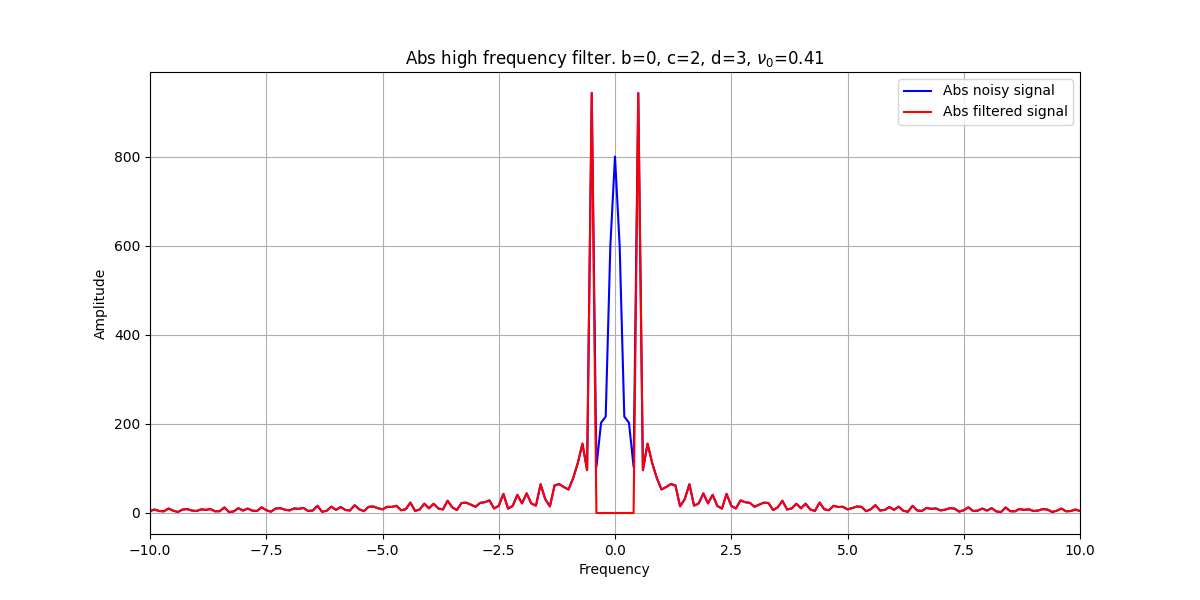 Abs high frequency filter. b=0, c=2, d=3, ν₀=0.41
Abs noisy signal
Abs filtered signal
Amplitude
800
600
400
200
0
−10.0 −7.5 −5.0 −2.5 0.0 2.5 5.0 7.5 10.0
Frequency